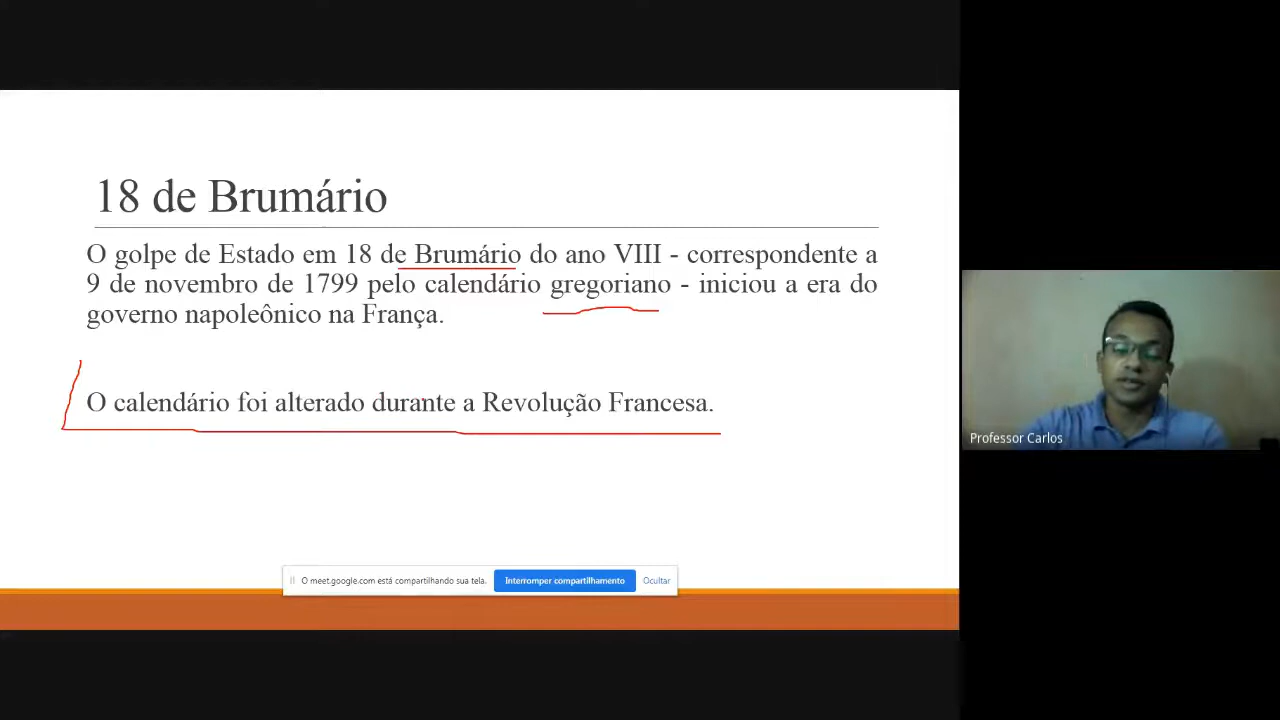 18 de Brumário
O golpe de Estado em 18 de Brumário do ano VIII - correspondente a
9 de novembro de 1799 pelo calendário gregoriano - iniciou a era do
governo napoleônico na França.
O calendário foi alterado durante a Revolução Francesa.
Professor Carlos
O meet.google.com está compartilhando sua tela.
Interromper compartilhamento
Ocultar